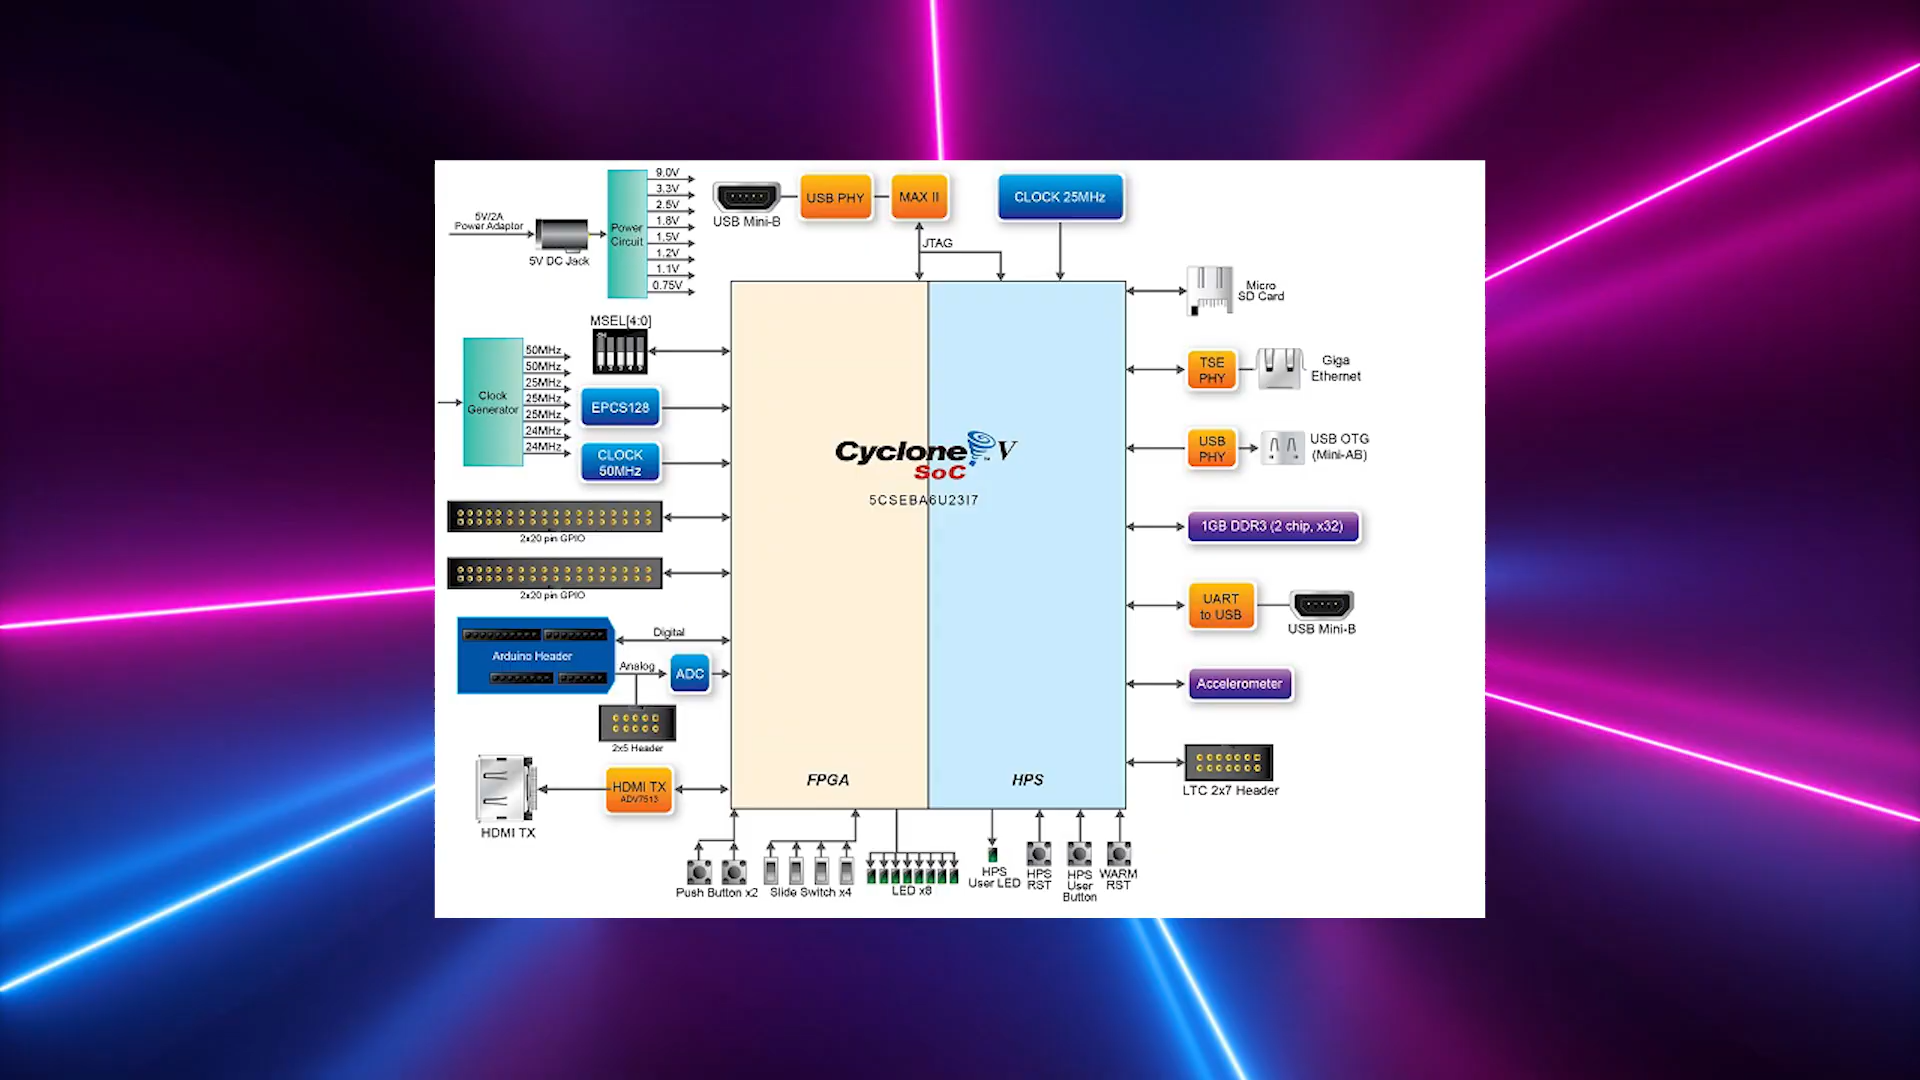 5V/2A
Power Adaptor
5V DC Jack
Power
Circuit
9.0V
3.3V
2.5V
1.8V
1.5V
1.2V
1.1V
0.75V
USB Mini-B
USB PHY
MAX II
JTAG
CLOCK 25MHz
MSEL[4:0]
Clock
Generator
50MHz
50MHz
25MHz
25MHz
25MHz
24MHz
24MHz
EPCS128
CLOCK
50MHz
2x20 pin GPIO
2x20 pin GPIO
Arduino Header
Digital
Analog
ADC
2x5 Header
HDMI TX
HDMI TX
ADV7513
Cyclone V
SoC
5CSEBA6U23I7
FPGA
HPS
Micro
SD Card
TSE
PHY
Giga
Ethernet
USB
PHY
USB OTG
(Mini-AB)
1GB DDR3 (2 chip, x32)
UART
to USB
USB Mini-B
Accelerometer
LTC 2x7 Header
Push Button x2
Slide Switch x4
LED x8
HPS
User LED
HPS
RST
HPS
User
Button
WARM
RST